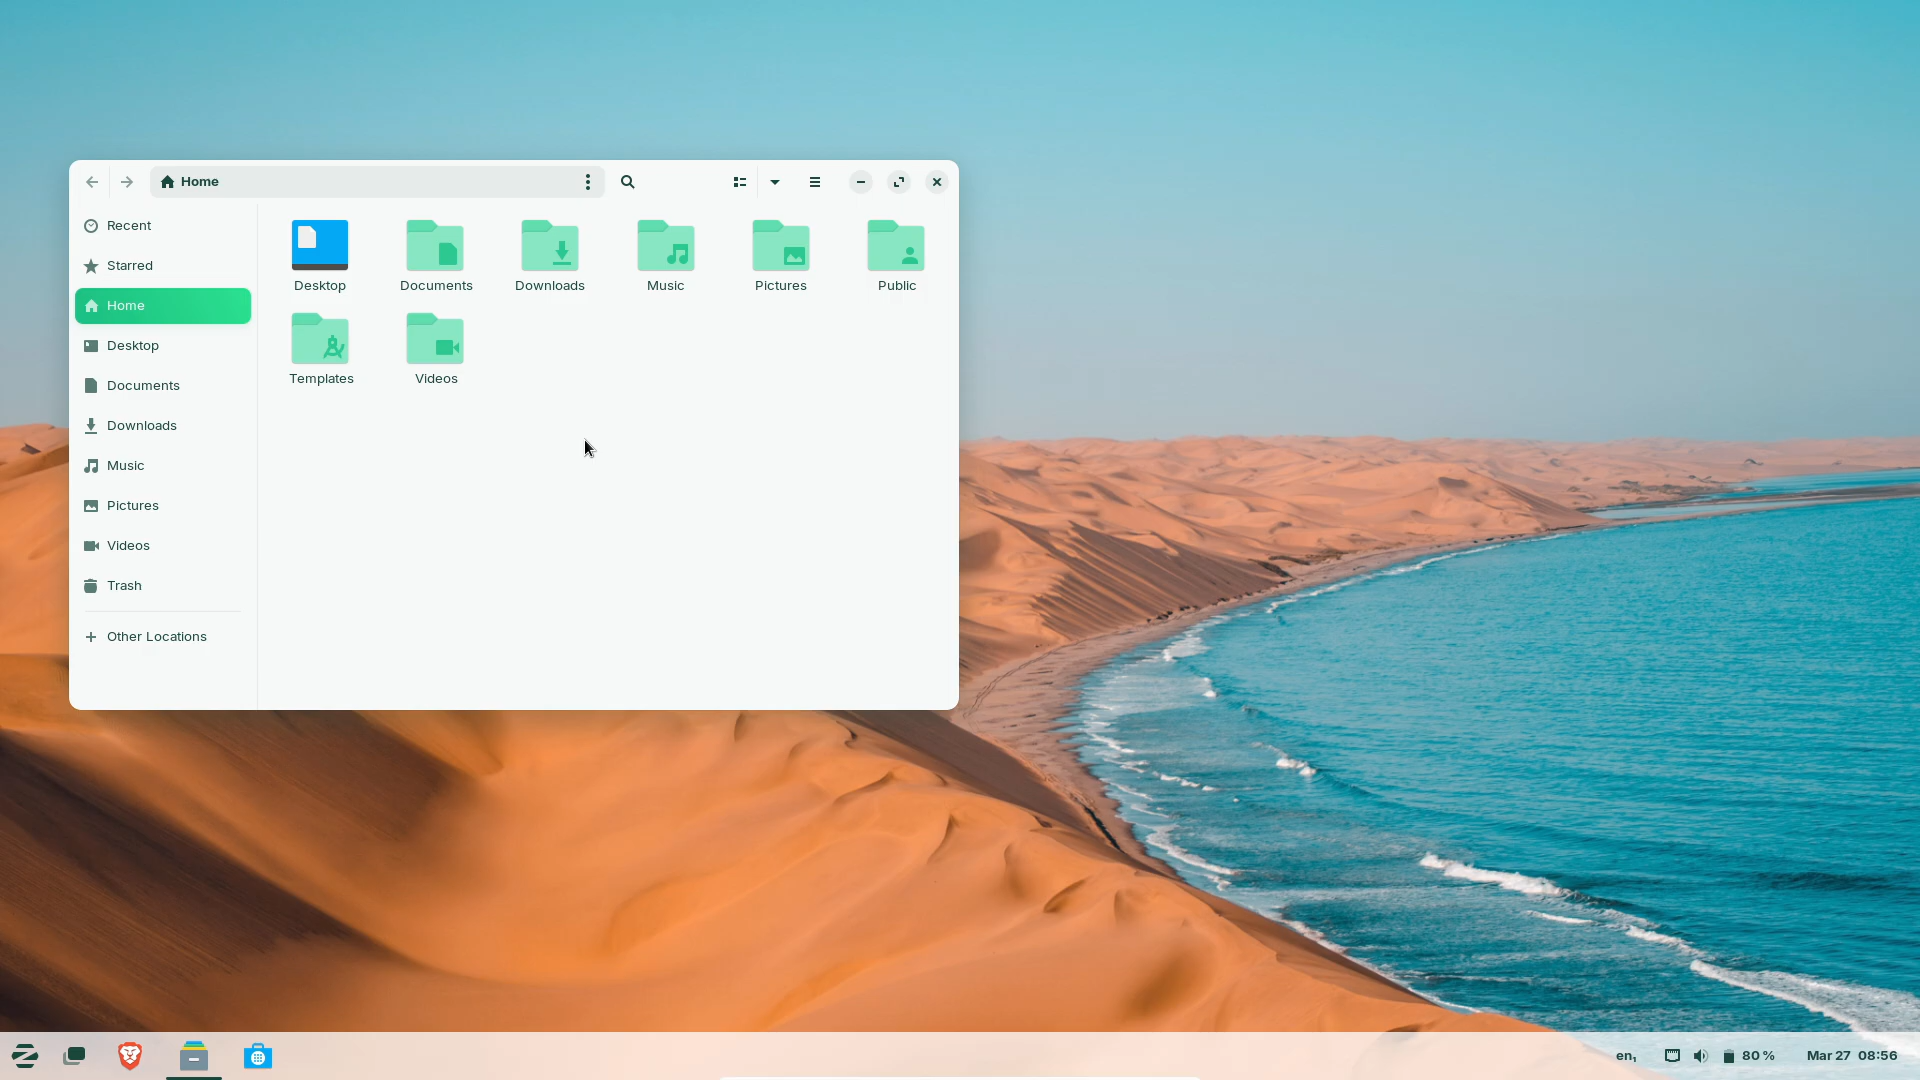 Home
Recent
Starred
Home
Desktop
Documents
Downloads
Music
Pictures
Videos
Trash
Other Locations
Desktop
Documents
Downloads
Music
Pictures
Public
Templates
Videos
en₁
80 %
Mar 27 08:56